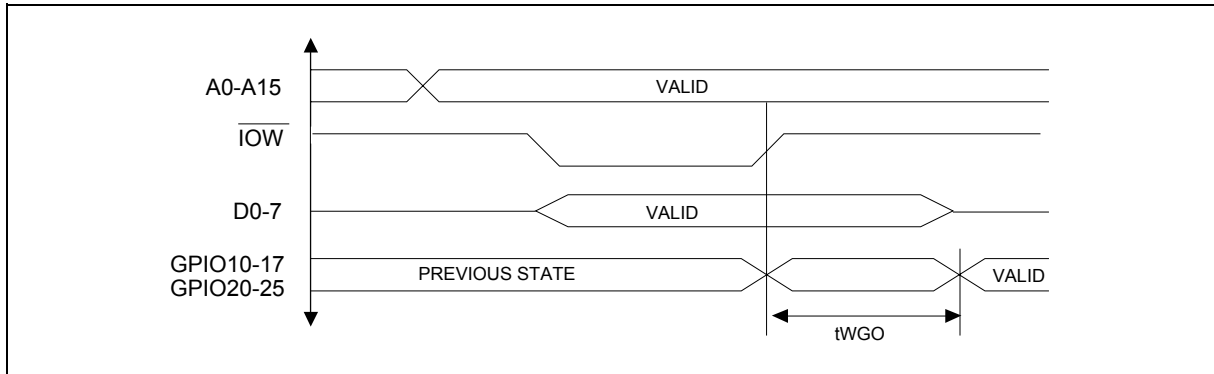 A0-A15
VALID
IOW
D0-7
VALID
GPIO10-17
GPIO20-25
PREVIOUS STATE
VALID
tWGO